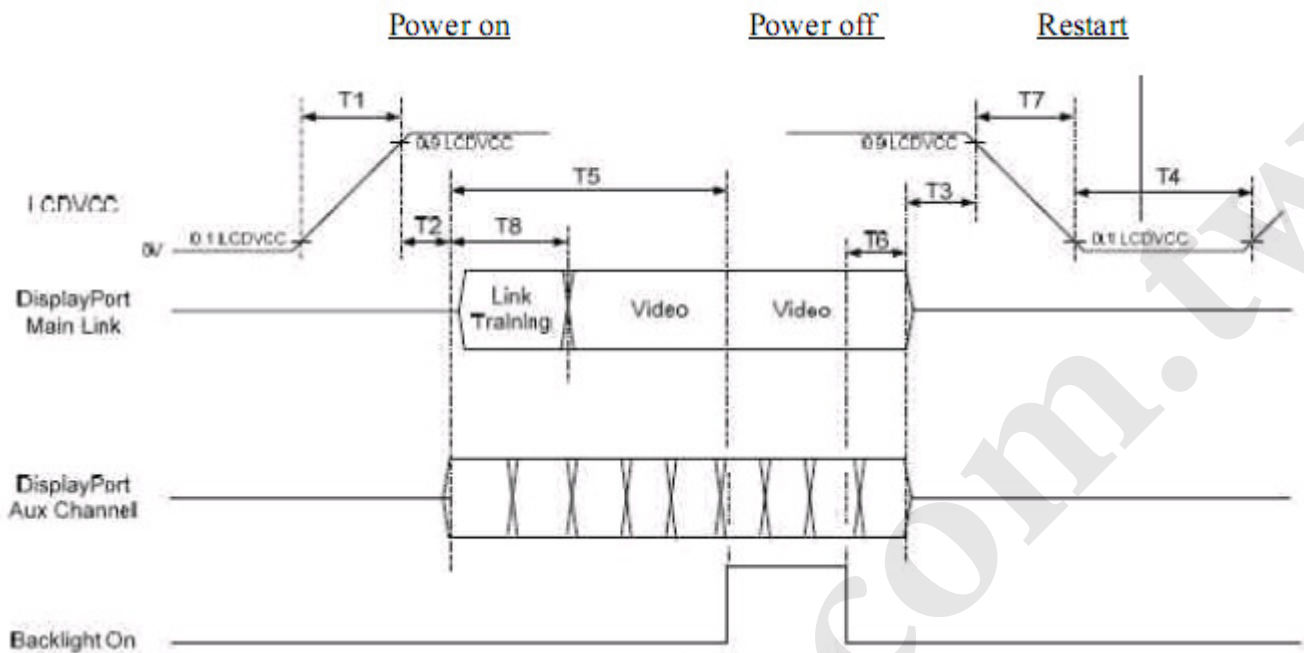 Power on Power off Restart
T1 T7
0.9 LCDVCC 0.9 LCDVCC
T5 T4
LCDVCC
T2 T8 T3
0V 0.1 LCDVCC T6 0.1 LCDVCC
DisplayPort
Main Link
Link
Training
Video Video
DisplayPort
Aux Channel
Backlight On
com.tw